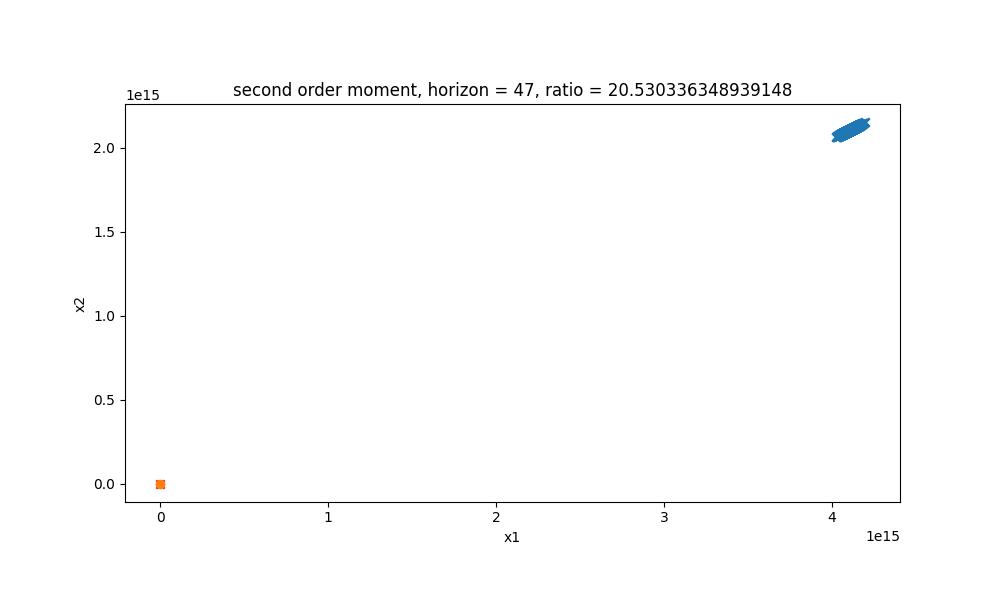 second order moment, horizon = 47, ratio = 20.530336348939148
1e15
2.0
1.5
1.0
0.5
0.0
x2
0 1 2 3 4
x1
1e15